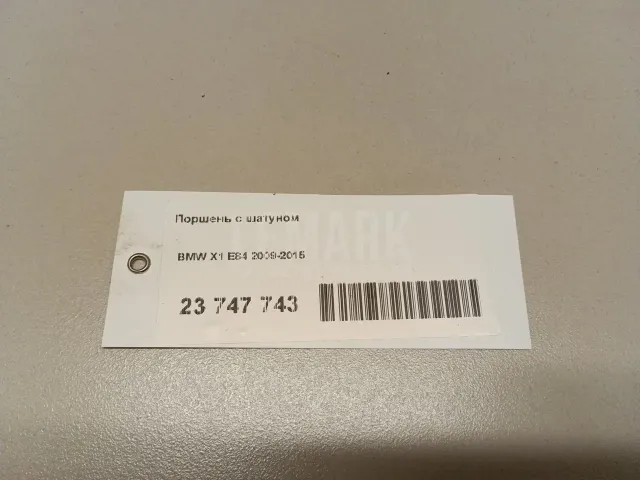 Поршень с шатуном
BMW X1 E84 2009-2015
23 747 743